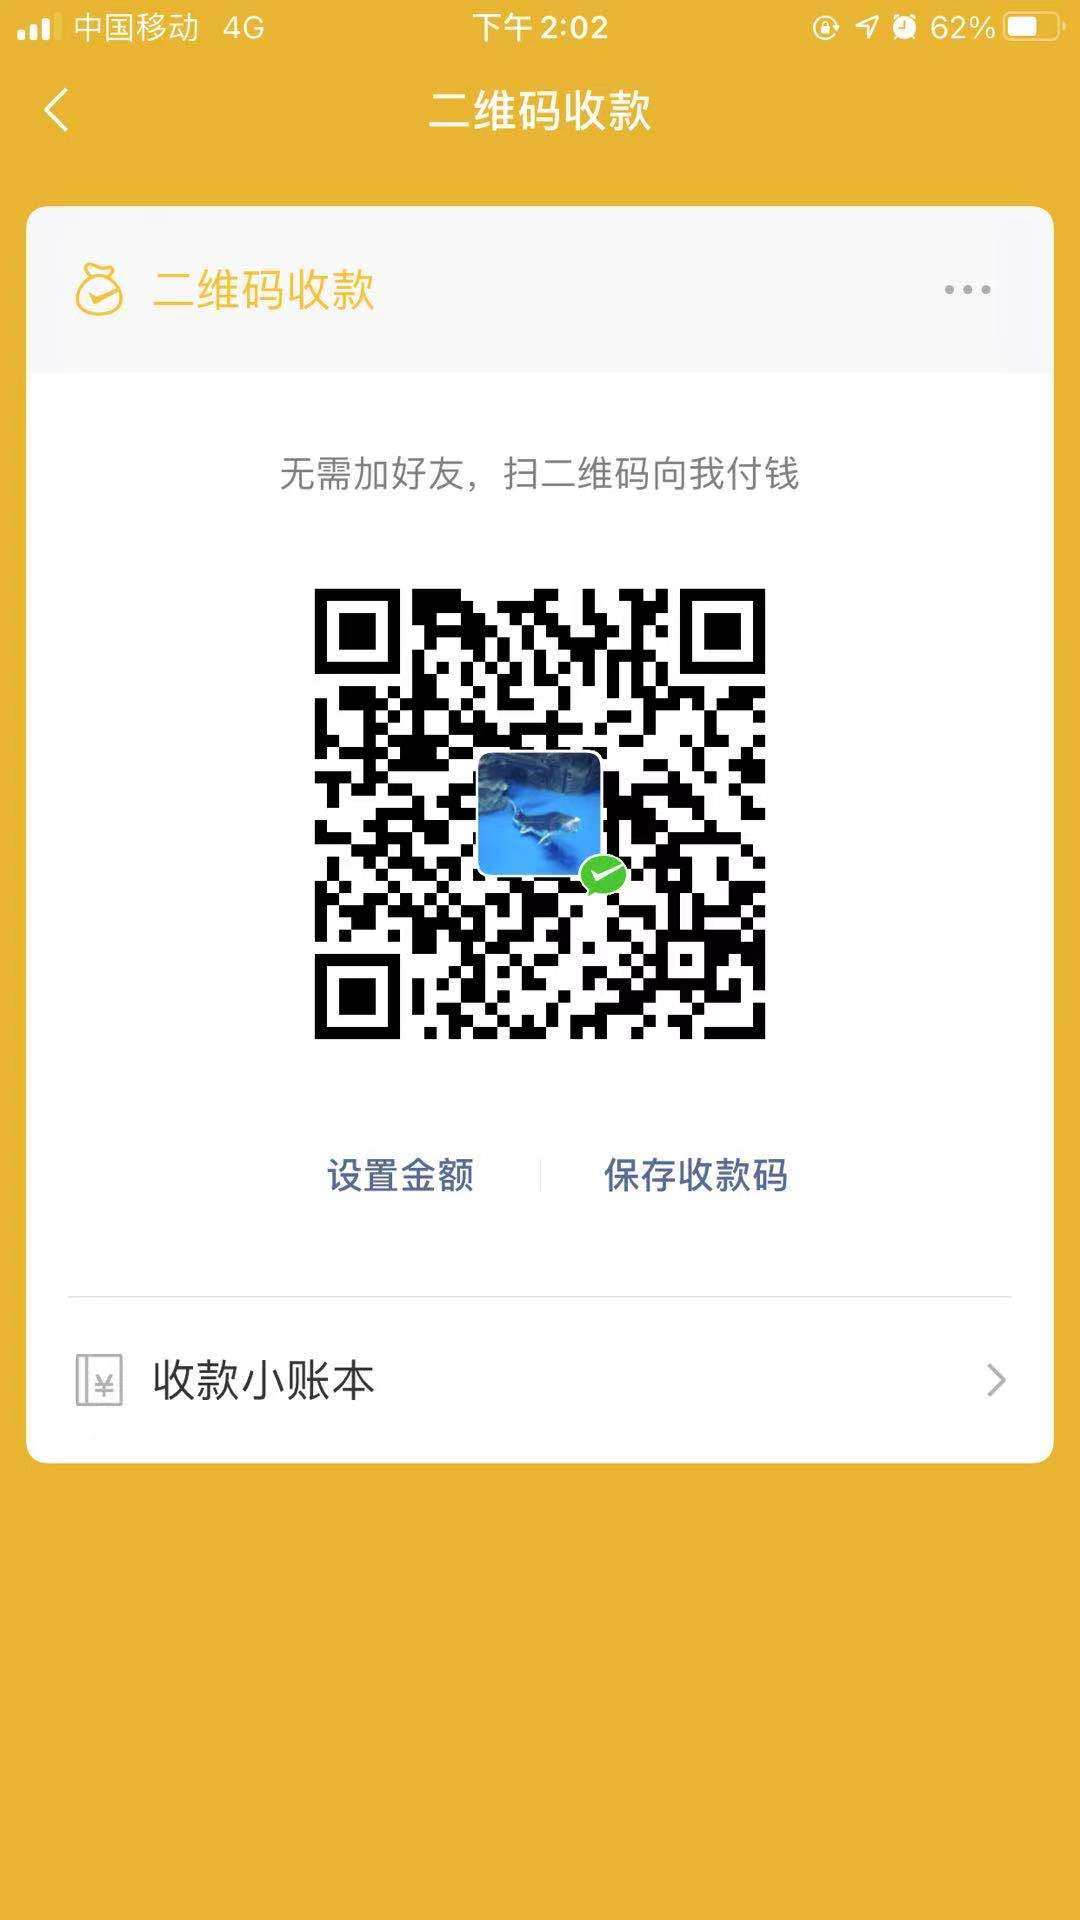 中国移动 4G 下午2:02 62%
二维码收款
二维码收款
无需加好友，扫二维码向我付钱
设置金额 保存收款码
¥ 收款小账本